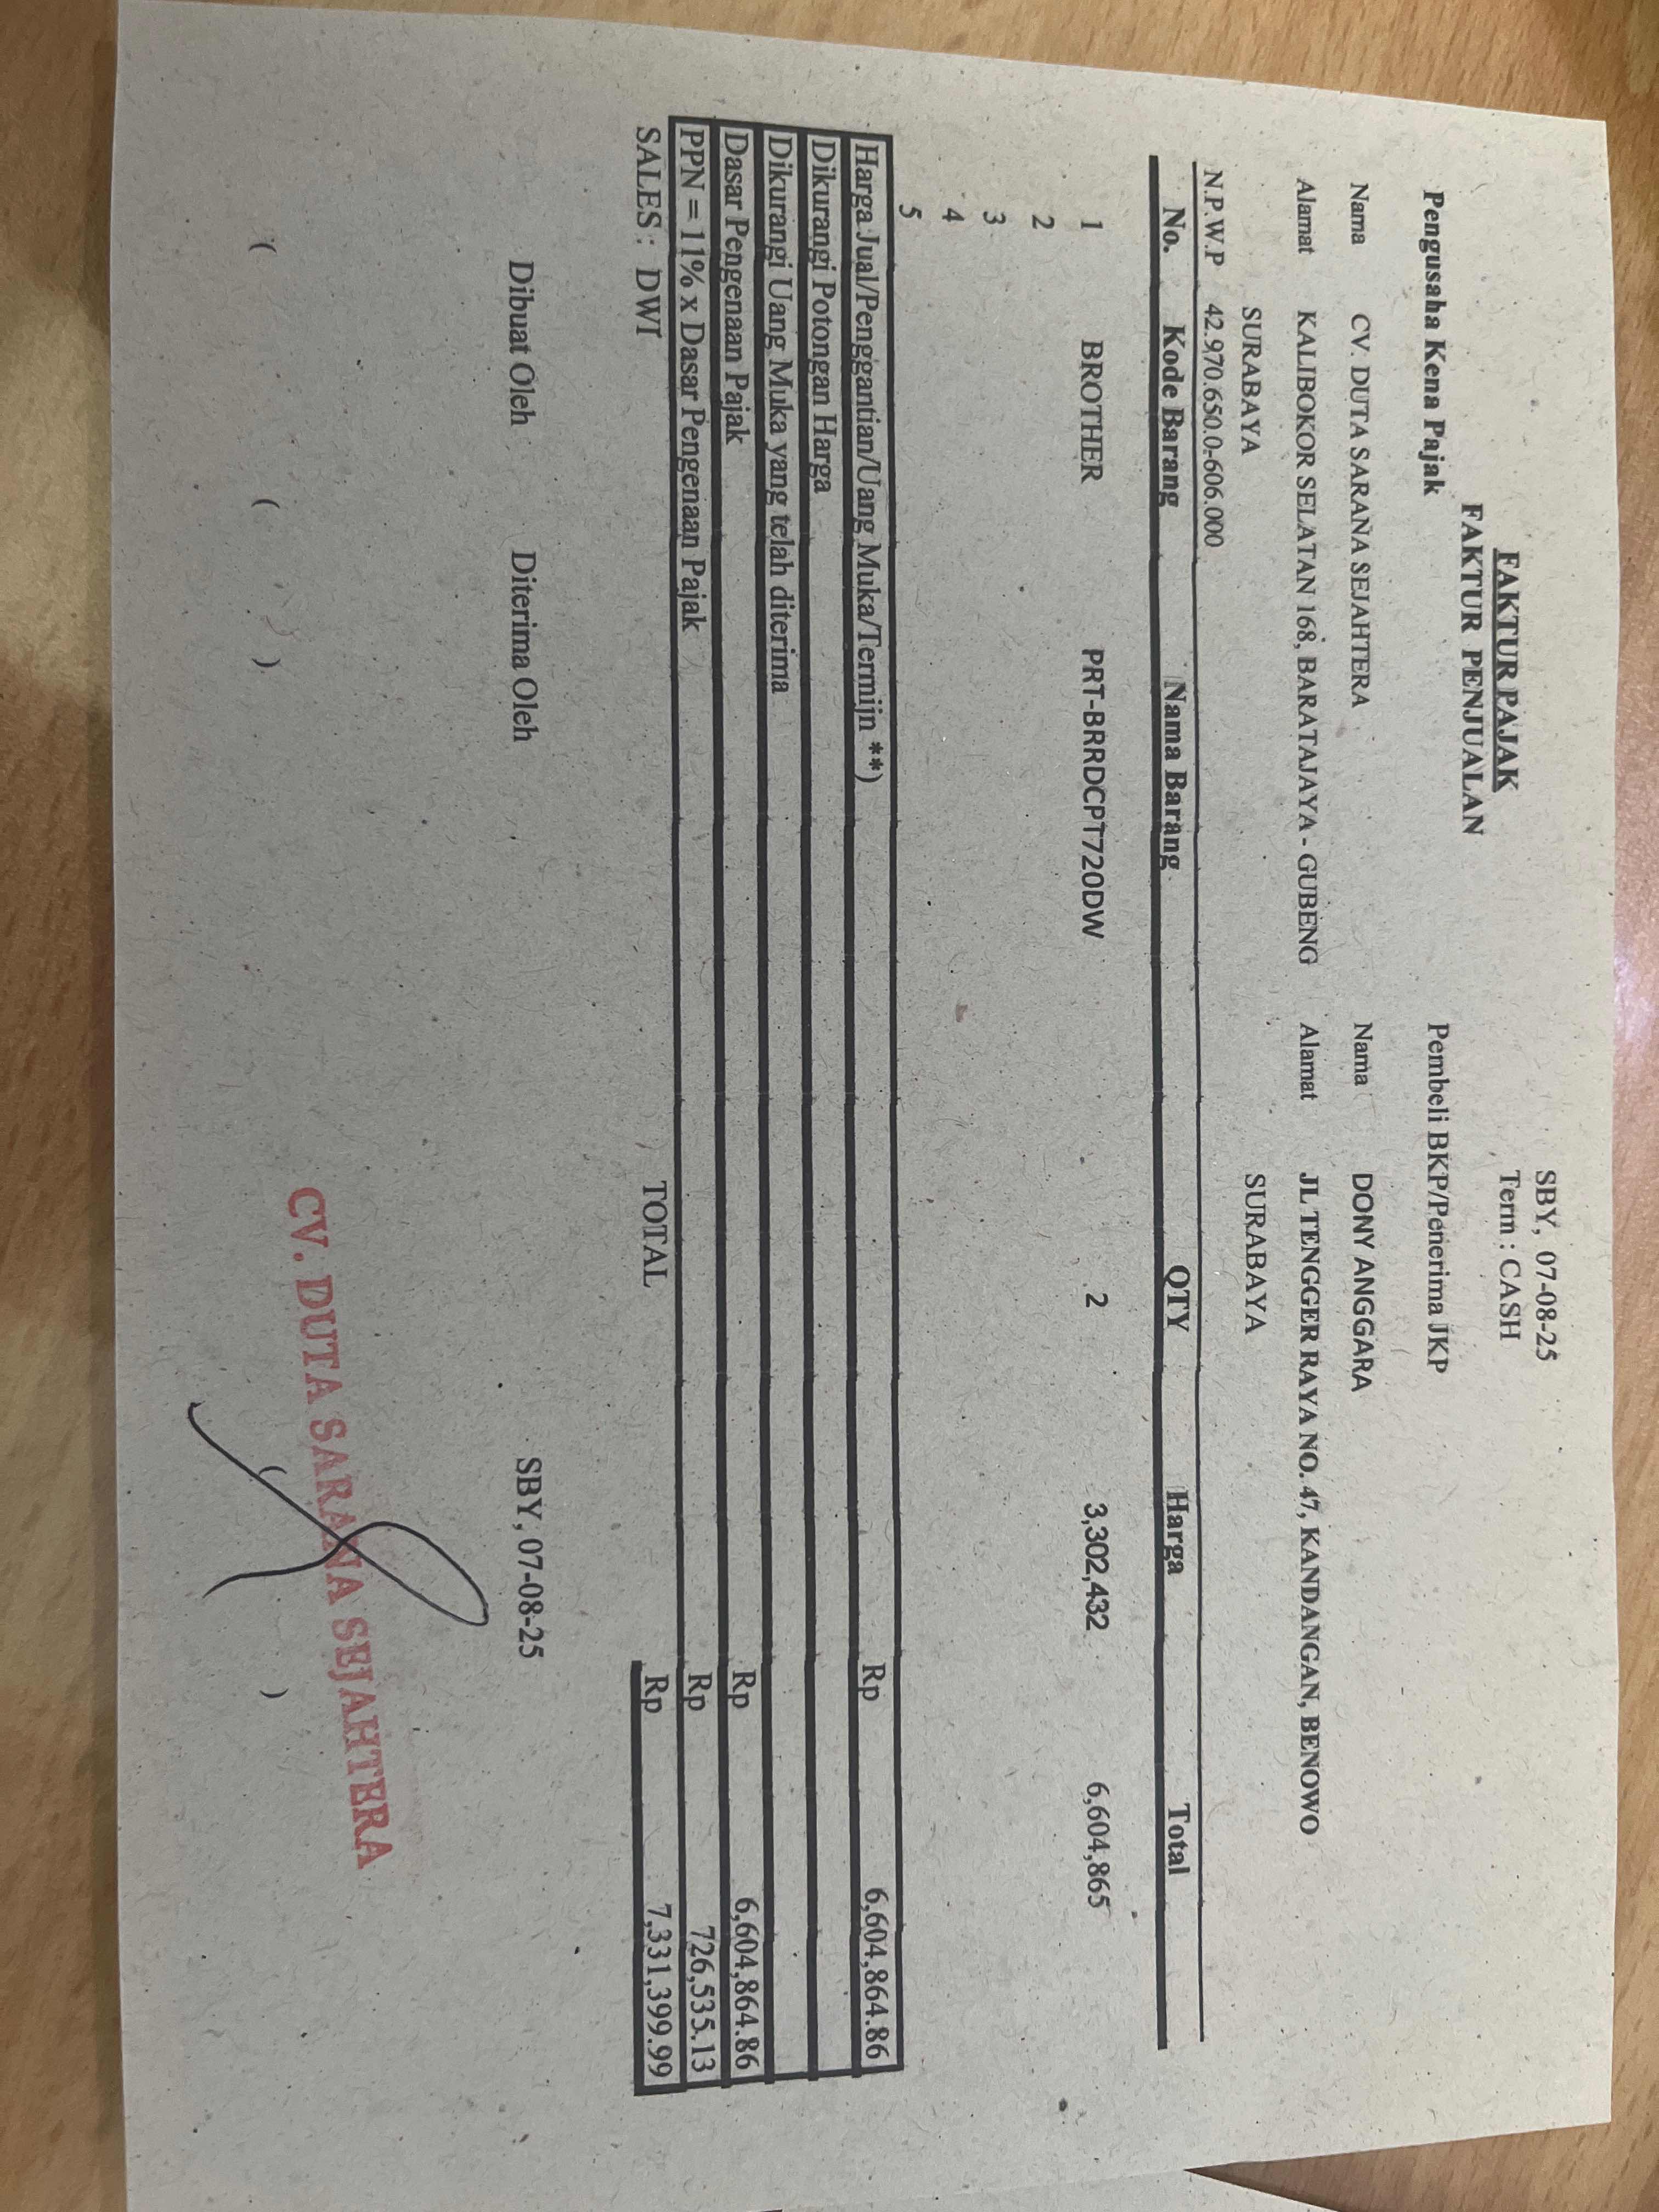 SBY, 07-08-25
FAKTUR PAJAK Term : CASH
FAKTUR PENJUALAN
Pengusaha Kena Pajak Pembeli BKP/Penerima JKP
Nama CV. DUTA SARANA SEJAHTERA Nama DONY ANGGARA
Alamat KALIBOKOR SELATAN 168, BARATAJAYA - GUBENG Alamat JL TENGGER RAYA NO. 47, KANDANGAN, BENOWO
SURABAYA SURABAYA
N.P.W.P 42.970.650.0-606.000
No. Kode Barang Nama Barang QTY Harga Total
1 BROTHER PRT-BRRDCPT720DW 2 3,302,432 6,604,865
2
3
4
5
Harga Jual/Penggantian/Uang Muka/Termijn **) Rp 6,604,864.86
Dikurangi Potongan Harga
Dikurangi Uang Muka yang telah diterima
Dasar Pengenaan Pajak Rp 6,604,864.86
PPN = 11% x Dasar Pengenaan Pajak Rp 726,535.13
SALES : DWI TOTAL Rp 7,331,399.99
Dibuat Oleh Diterima Oleh SBY, 07-08-25
CV. DUTA SARANA SEJAHTERA
( ( ) ( )